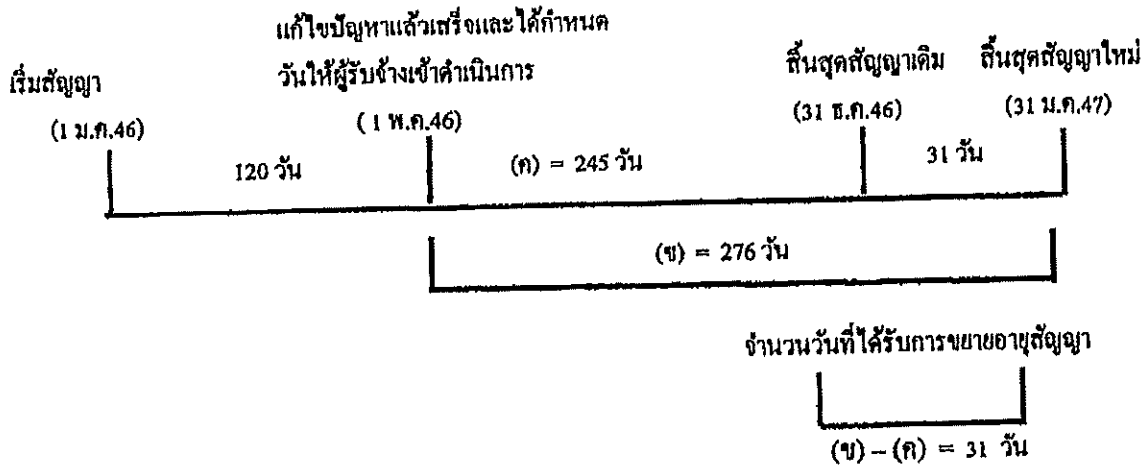 แก้ไขปัญหาแล้วเสร็จและได้กำหนด
วันให้ผู้รับจ้างเข้าดำเนินการ
เริ่มสัญญา
สิ้นสุดสัญญาเดิม
สิ้นสุดสัญญาใหม่
(1 ม.ค.46)
( 1 พ.ค.46)
(31 ธ.ค.46)
(31 ม.ค.47)
120 วัน
(ค) = 245 วัน
31 วัน
(ข) = 276 วัน
จำนวนวันที่ได้รับการขยายอายุสัญญา
(ข) – (ค) = 31 วัน